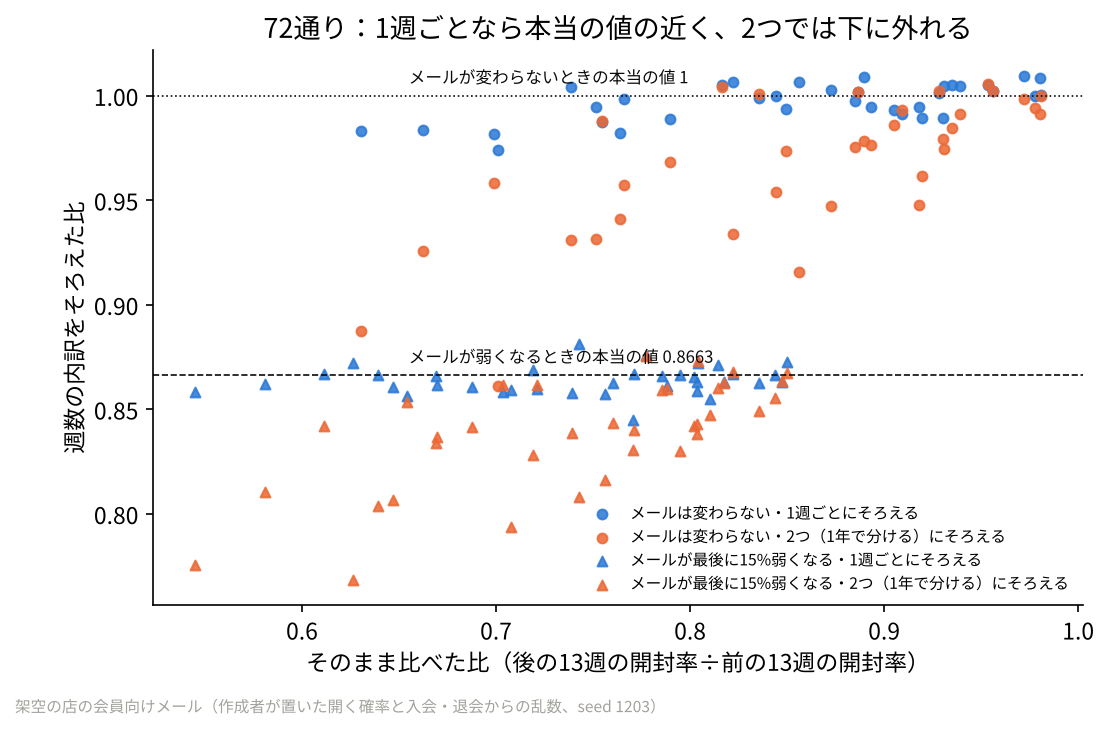 72通り：1週ごとなら本当の値の近く、2つでは下に外れる
週数の内訳をそろえた比
1.00
0.95
0.90
0.85
0.80
メールが変わらないときの本当の値 1
メールが弱くなるときの本当の値 0.8663
メールは変わらない・1週ごとにそろえる
メールは変わらない・2つ（1年で分ける）にそろえる
メールが最後に15%弱くなる・1週ごとにそろえる
メールが最後に15%弱くなる・2つ（1年で分ける）にそろえる
0.6 0.7 0.8 0.9 1.0
そのまま比べた比（後の13週の開封率÷前の13週の開封率）
架空の店の会員向けメール（作成者が置いた開く確率と入会・退会からの乱数、seed 1203）